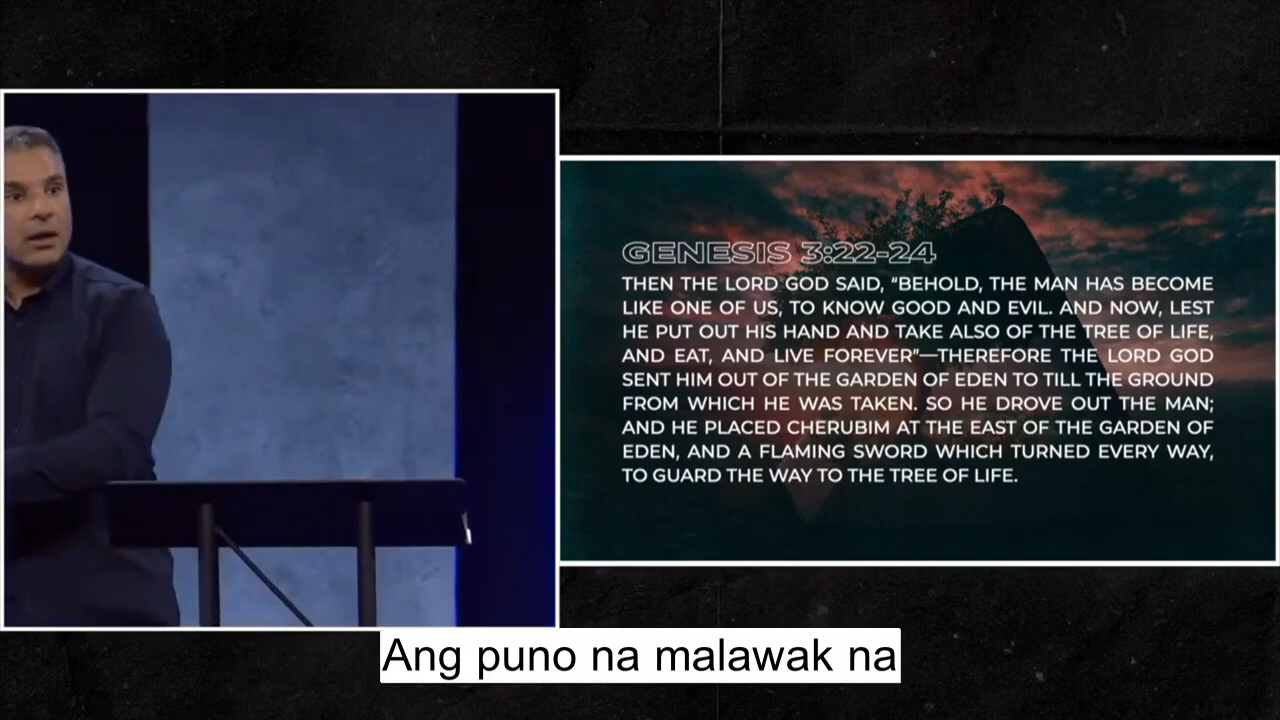 GENESIS 3:22-24
THEN THE LORD GOD SAID, “BEHOLD, THE MAN HAS BECOME
LIKE ONE OF US, TO KNOW GOOD AND EVIL. AND NOW, LEST
HE PUT OUT HIS HAND AND TAKE ALSO OF THE TREE OF LIFE,
AND EAT, AND LIVE FOREVER”—THEREFORE THE LORD GOD
SENT HIM OUT OF THE GARDEN OF EDEN TO TILL THE GROUND
FROM WHICH HE WAS TAKEN. SO HE DROVE OUT THE MAN;
AND HE PLACED CHERUBIM AT THE EAST OF THE GARDEN OF
EDEN, AND A FLAMING SWORD WHICH TURNED EVERY WAY,
TO GUARD THE WAY TO THE TREE OF LIFE.
Ang puno na malawak na